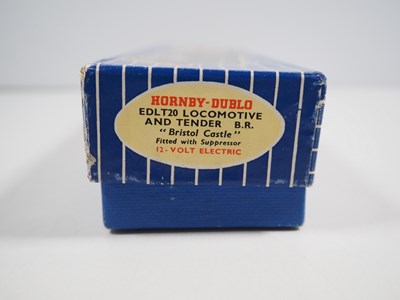 HORNBY-DUBLO
EDLT20 LOCOMOTIVE
AND TENDER B.R.
"Bristol Castle"
Fitted with Suppressor
12-VOLT ELECTRIC